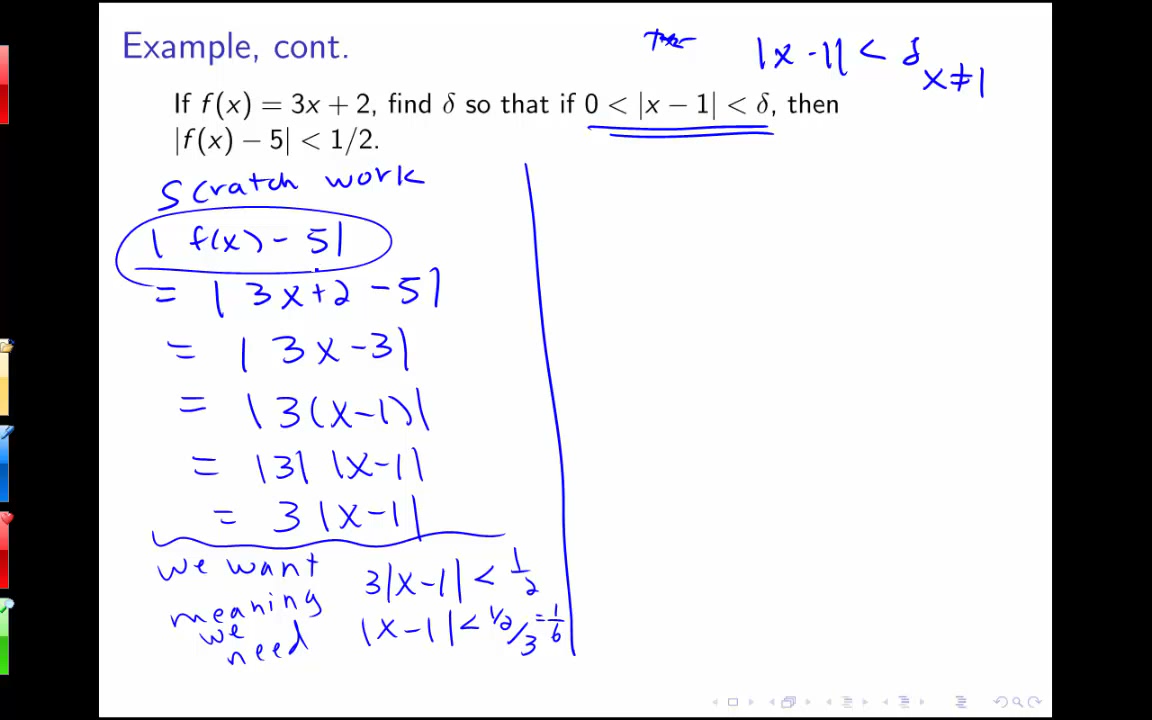 Example, cont.
|x - 1| < δ
x ≠ 1
If f(x) = 3x + 2, find δ so that if 0 < |x − 1| < δ, then
|f(x) − 5| < 1/2.
Scratch work
| f(x) - 5|
= | 3x+2 - 5|
= | 3x - 3|
= | 3(x-1)|
= |3| |x-1|
= 3 |x-1|
we want 3|x-1| < 1/2
meaning
we need |x-1| < 1/2/3 = 1/6